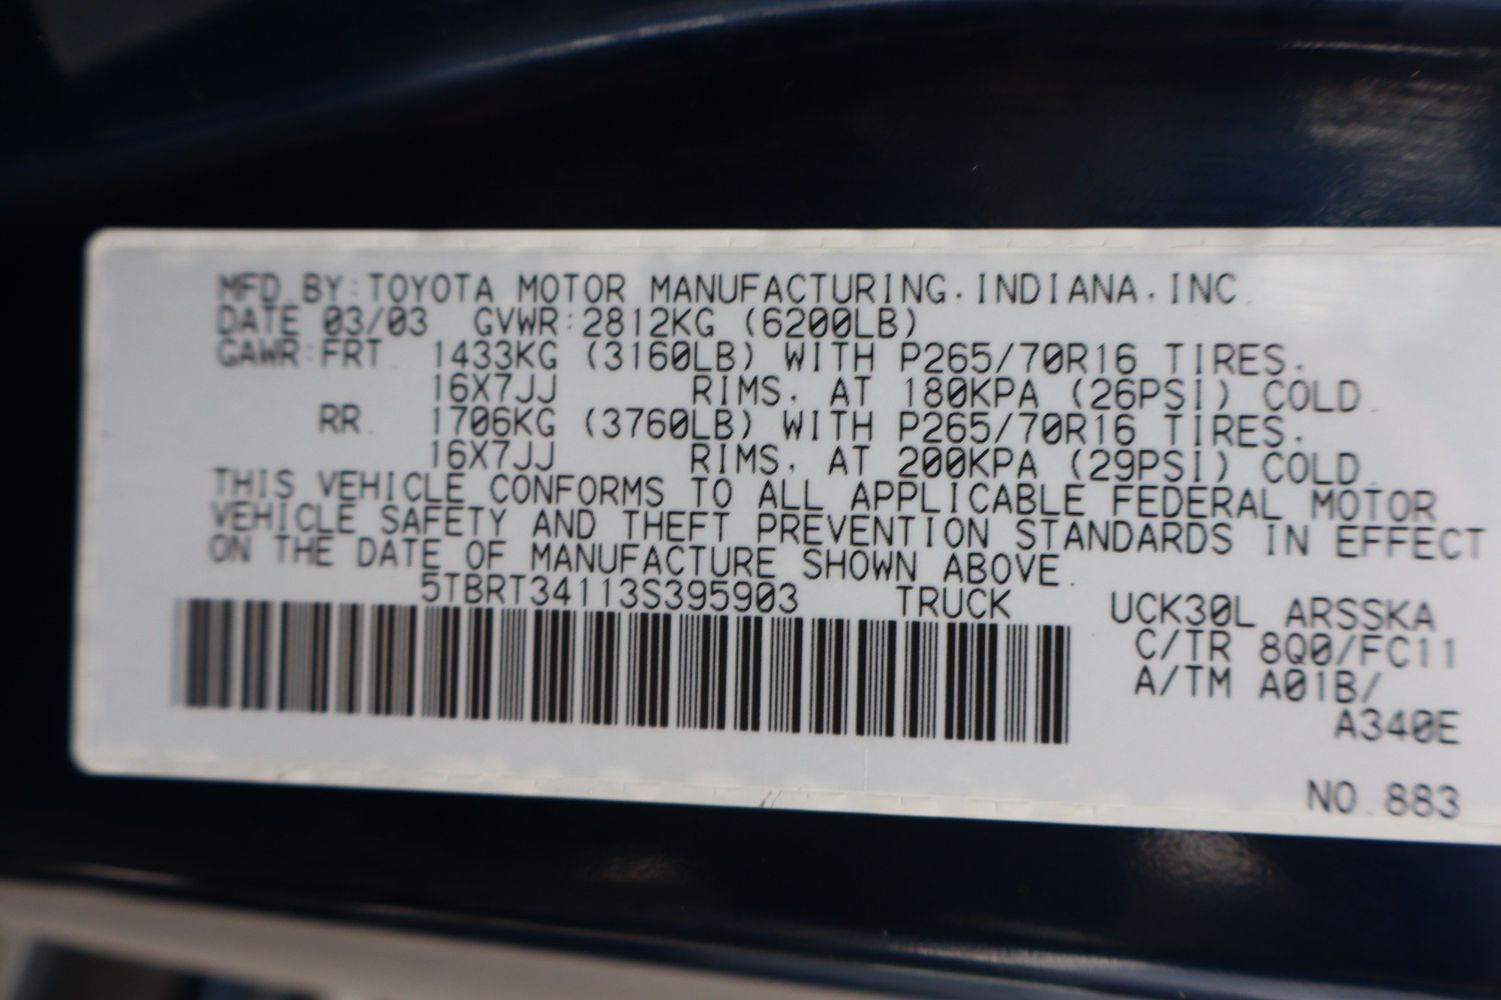 MFD. BY:TOYOTA MOTOR MANUFACTURING,INDIANA,INC.
DATE 03/03 GVWR:2812KG (6200LB)
GAWR:FRT. 1433KG (3160LB) WITH P265/70R16 TIRES,
16X7JJ RIMS, AT 180KPA (26PSI) COLD.
RR. 1706KG (3760LB) WITH P265/70R16 TIRES,
16X7JJ RIMS, AT 200KPA (29PSI) COLD.
THIS VEHICLE CONFORMS TO ALL APPLICABLE FEDERAL MOTOR
VEHICLE SAFETY AND THEFT PREVENTION STANDARDS IN EFFECT
ON THE DATE OF MANUFACTURE SHOWN ABOVE.
5TBRT34113S395903 TRUCK UCK30L ARSSKA
C/TR 8Q0/FC11
A/TM A01B/
A340E
NO.883